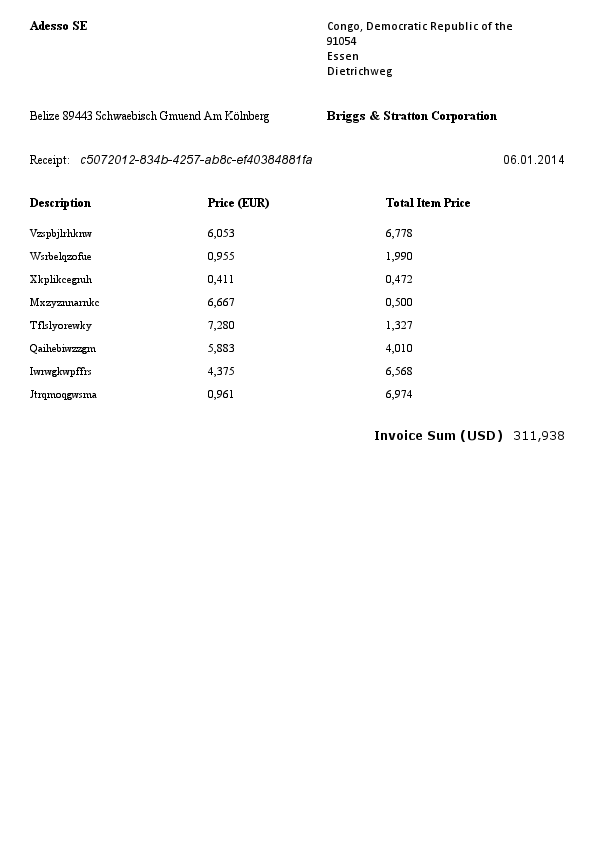 Adesso SE
Congo, Democratic Republic of the
91054
Essen
Dietrichweg
Belize 89443 Schwaebisch Gmuend Am Kölnberg
Briggs & Stratton Corporation
Receipt: c5072012-834b-4257-ab8c-ef40384881fa 06.01.2014
Description Price (EUR) Total Item Price
Vzspbjlrhknw 6,053 6,778
Wsrbelqzofue 0,955 1,990
Xkplikcegruh 0,411 0,472
Mxzyznnarnkc 6,667 0,500
Tflslyorewky 7,280 1,327
Qaihebiwzzgm 5,883 4,010
Iwrwgkwpffrs 4,375 6,568
Jtrqmoqgwsma 0,961 6,974
Invoice Sum (USD) 311,938